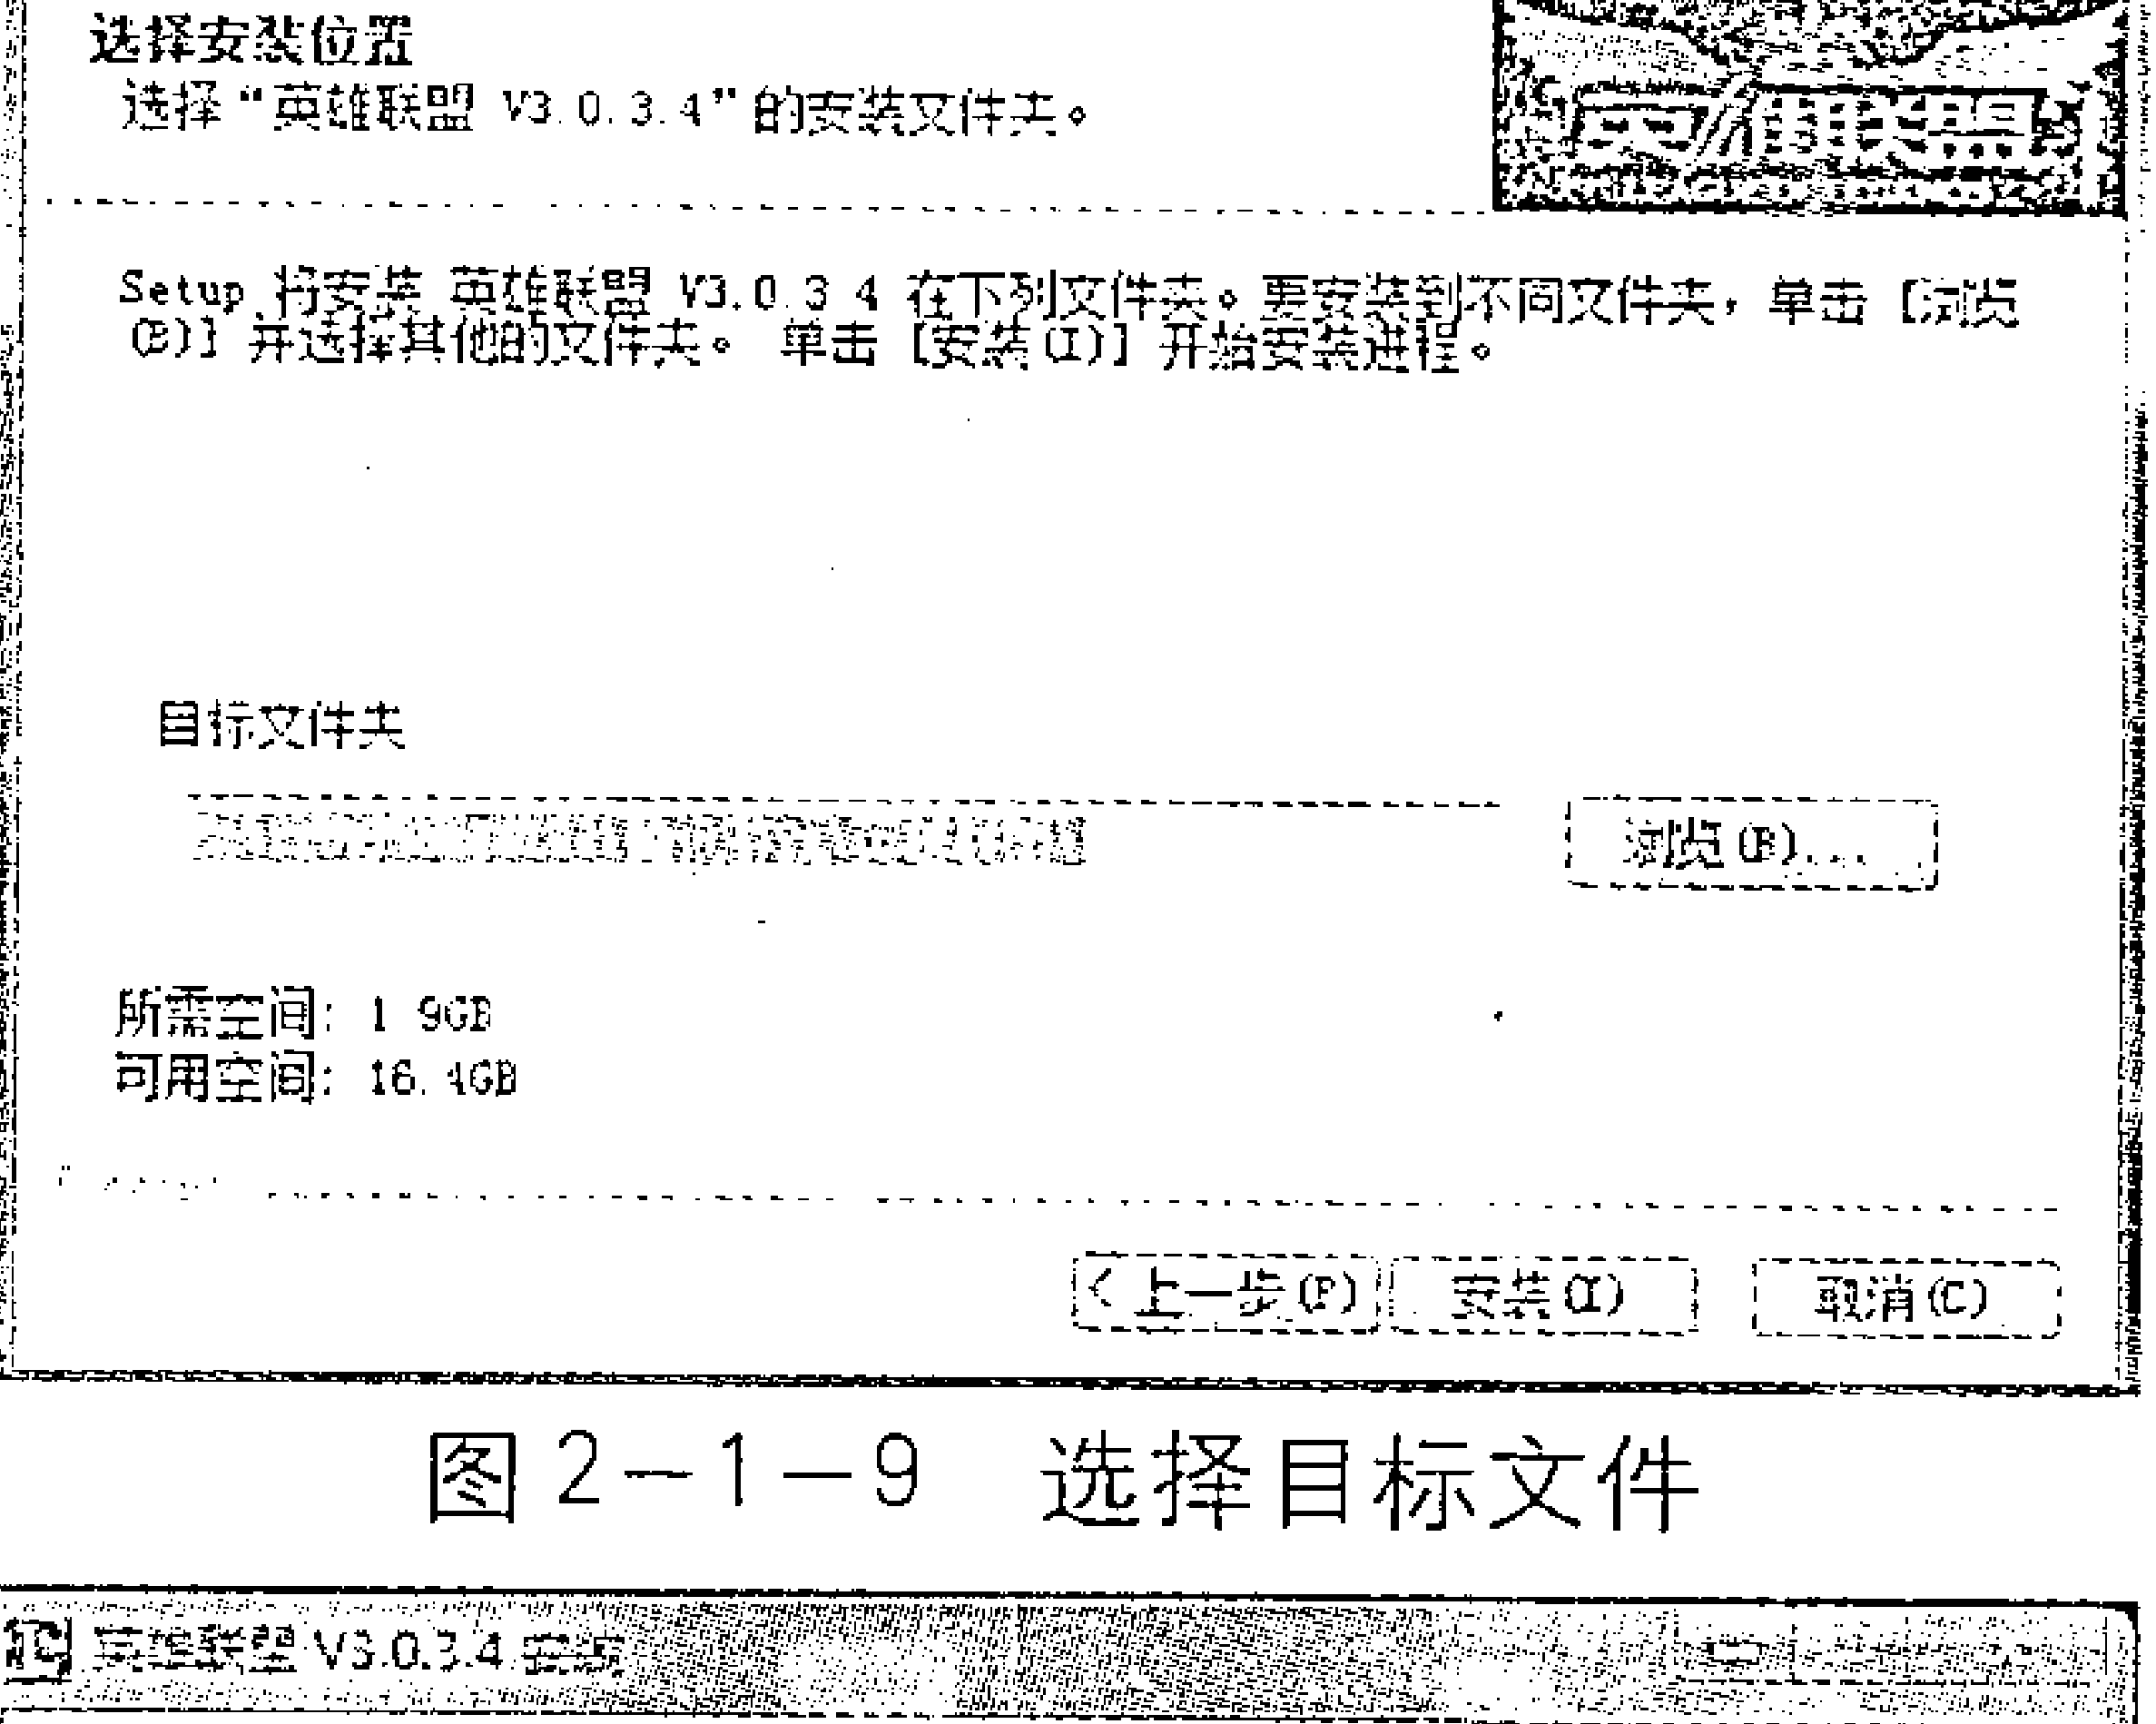 选择安装位置
选择“英雄联盟 V3.0.3.4”的安装文件夹。
英雄联盟
Setup 将安装 英雄联盟 V3.0.3.4 在下列文件夹。要安装到不同文件夹，单击 [浏览
(B)] 并选择其他的文件夹。 单击 [安装(I)] 开始安装进程。
目标文件夹
浏览(B)...
所需空间： 1.9GB
可用空间： 16.4GB
< 上一步(P) 安装(I) 取消(C)
图2-1-9 选择目标文件
英雄联盟 V3.0.3.4 安装